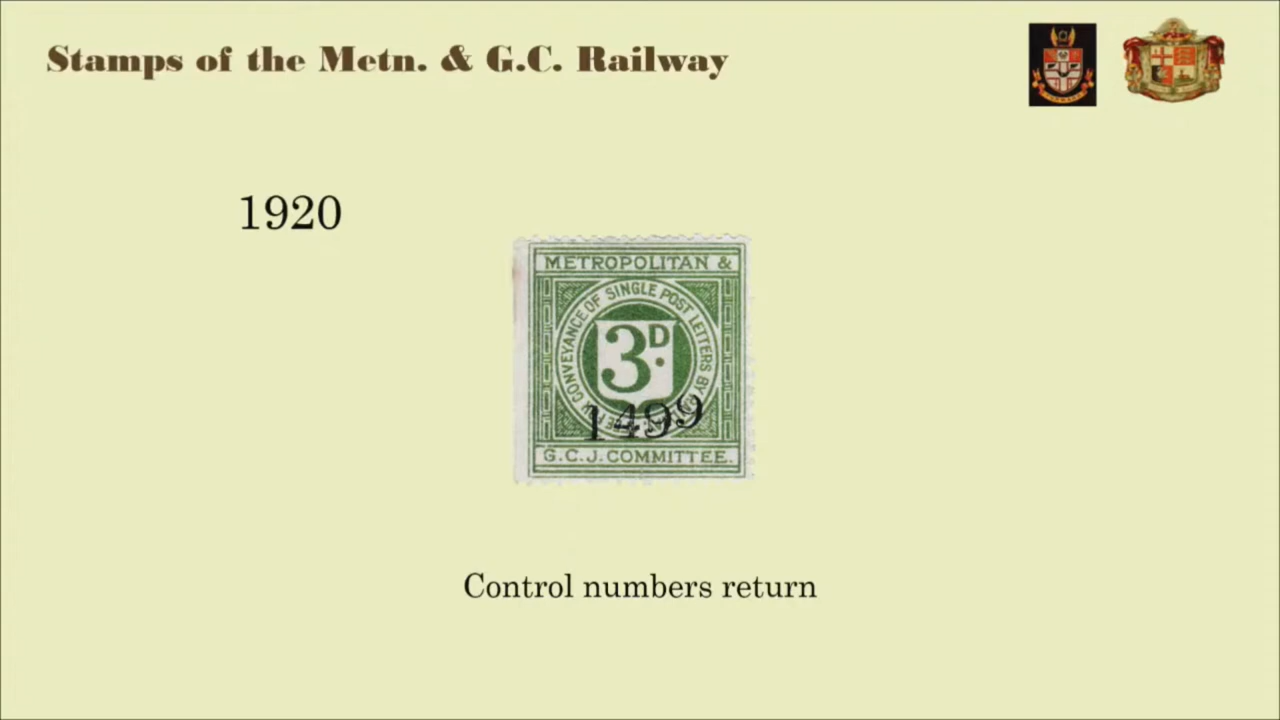 Stamps of the Metn. & G.C. Railway
1920
METROPOLITAN &
CONVEYANCE OF SINGLE POST LETTERS BY
3D.
1499
G.C.J. COMMITTEE.
Control numbers return